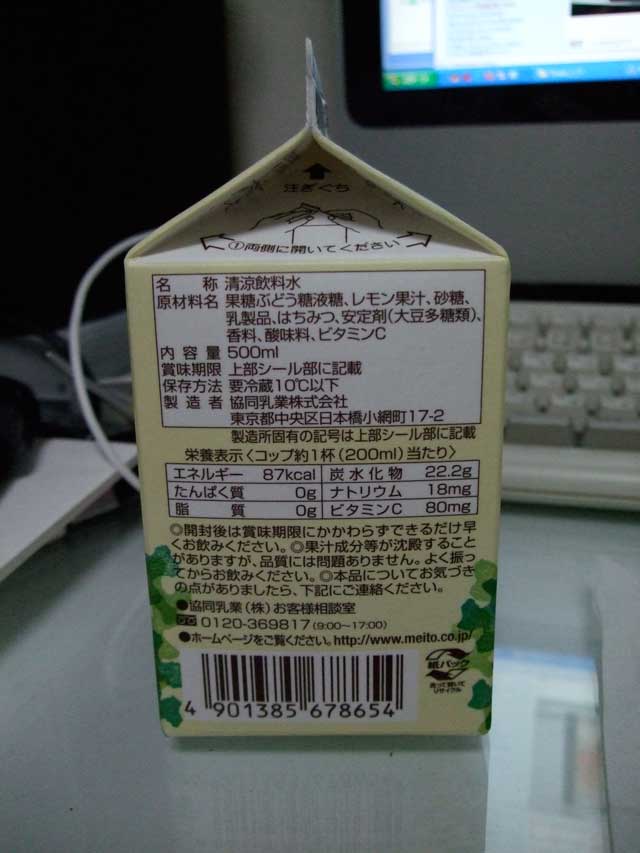 注ぎぐち
①両側に開いてください
名 称 清涼飲料水
原材料名 果糖ぶどう糖液糖、レモン果汁、砂糖、
乳製品、はちみつ、安定剤(大豆多糖類)、
香料、酸味料、ビタミンC
内容量 500ml
賞味期限 上部シール部に記載
保存方法 要冷蔵10℃以下
製造者 協同乳業株式会社
東京都中央区日本橋小網町17-2
製造所固有の記号は上部シール部に記載
栄養表示〈コップ約1杯(200ml)当たり〉
エネルギー 87kcal 炭水化物 22.2g
たんぱく質 0g ナトリウム 18mg
脂質 0g ビタミンC 80mg
◎開封後は賞味期限にかかわらずできるだけ早
くお飲みください。◎果汁成分等が沈殿すること
がありますが、品質には問題ありません。よく振っ
てからお飲みください。◎本品についてお気づき
の点がありましたら、下記にご連絡ください。
●協同乳業(株)お客様相談室
0120-369817(9:00〜17:00)
●ホームページをご覧ください。http://www.meito.co.jp/
紙パック
洗って開いて
リサイクル
4 901385 678654